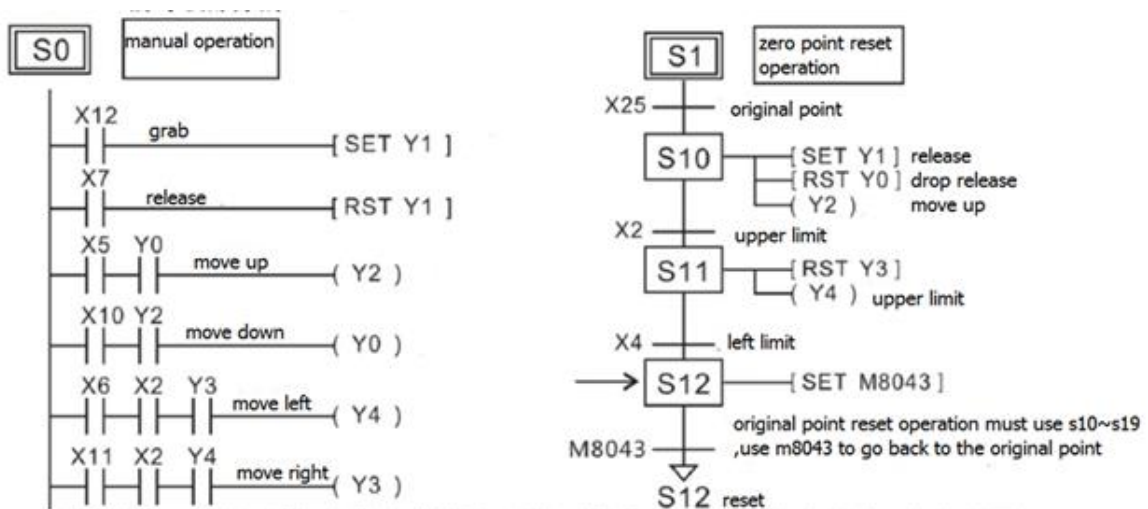 S0
manual operation
X12
grab
[ SET Y1 ]
X7
release
[ RST Y1 ]
X5 Y0
move up
( Y2 )
X10 Y2
move down
( Y0 )
X6 X2 Y3
move left
( Y4 )
X11 X2 Y4
move right
( Y3 )
S1
zero point reset
operation
X25
original point
S10
[ SET Y1 ] release
[ RST Y0 ] drop release
( Y2 ) move up
X2
upper limit
S11
[ RST Y3 ]
( Y4 ) upper limit
X4
left limit
S12
[ SET M8043 ]
original point reset operation must use s10~s19
M8043
,use m8043 to go back to the original point
S12 reset